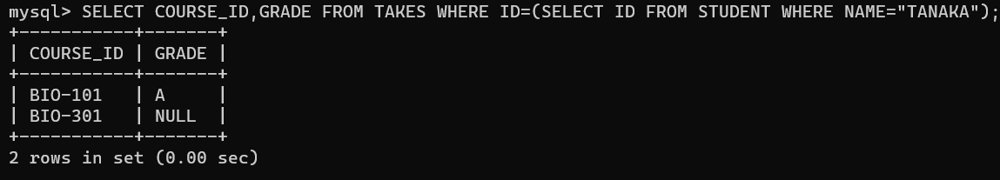 mysql> SELECT COURSE_ID,GRADE FROM TAKES WHERE ID=(SELECT ID FROM STUDENT WHERE NAME="TANAKA");
+-----------+-------+
| COURSE_ID | GRADE |
+-----------+-------+
| BIO-101   | A     |
| BIO-301   | NULL  |
+-----------+-------+
2 rows in set (0.00 sec)